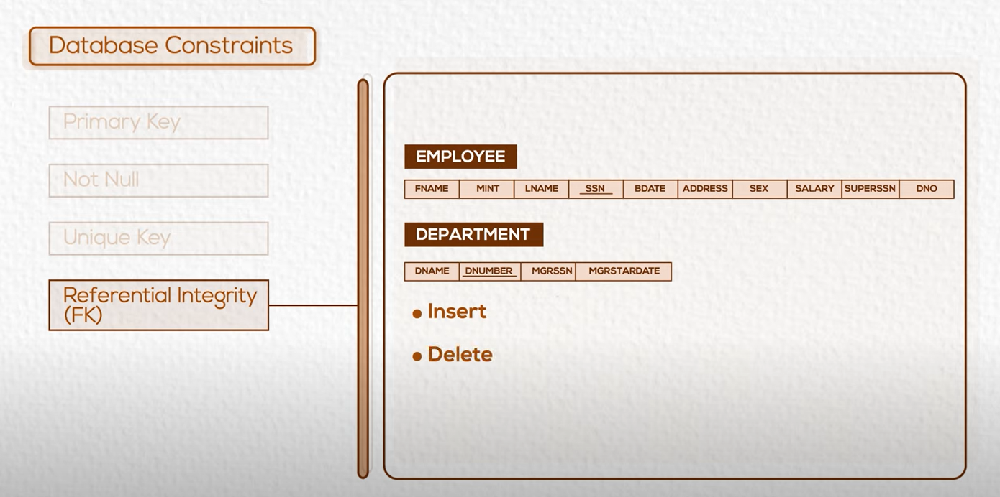 Database Constraints
Primary Key
Not Null
Unique Key
Referential Integrity
(FK)
EMPLOYEE
FNAME MINT LNAME SSN BDATE ADDRESS SEX SALARY SUPERSSN DNO
DEPARTMENT
DNAME DNUMBER MGRSSN MGRSTARDATE
• Insert
• Delete